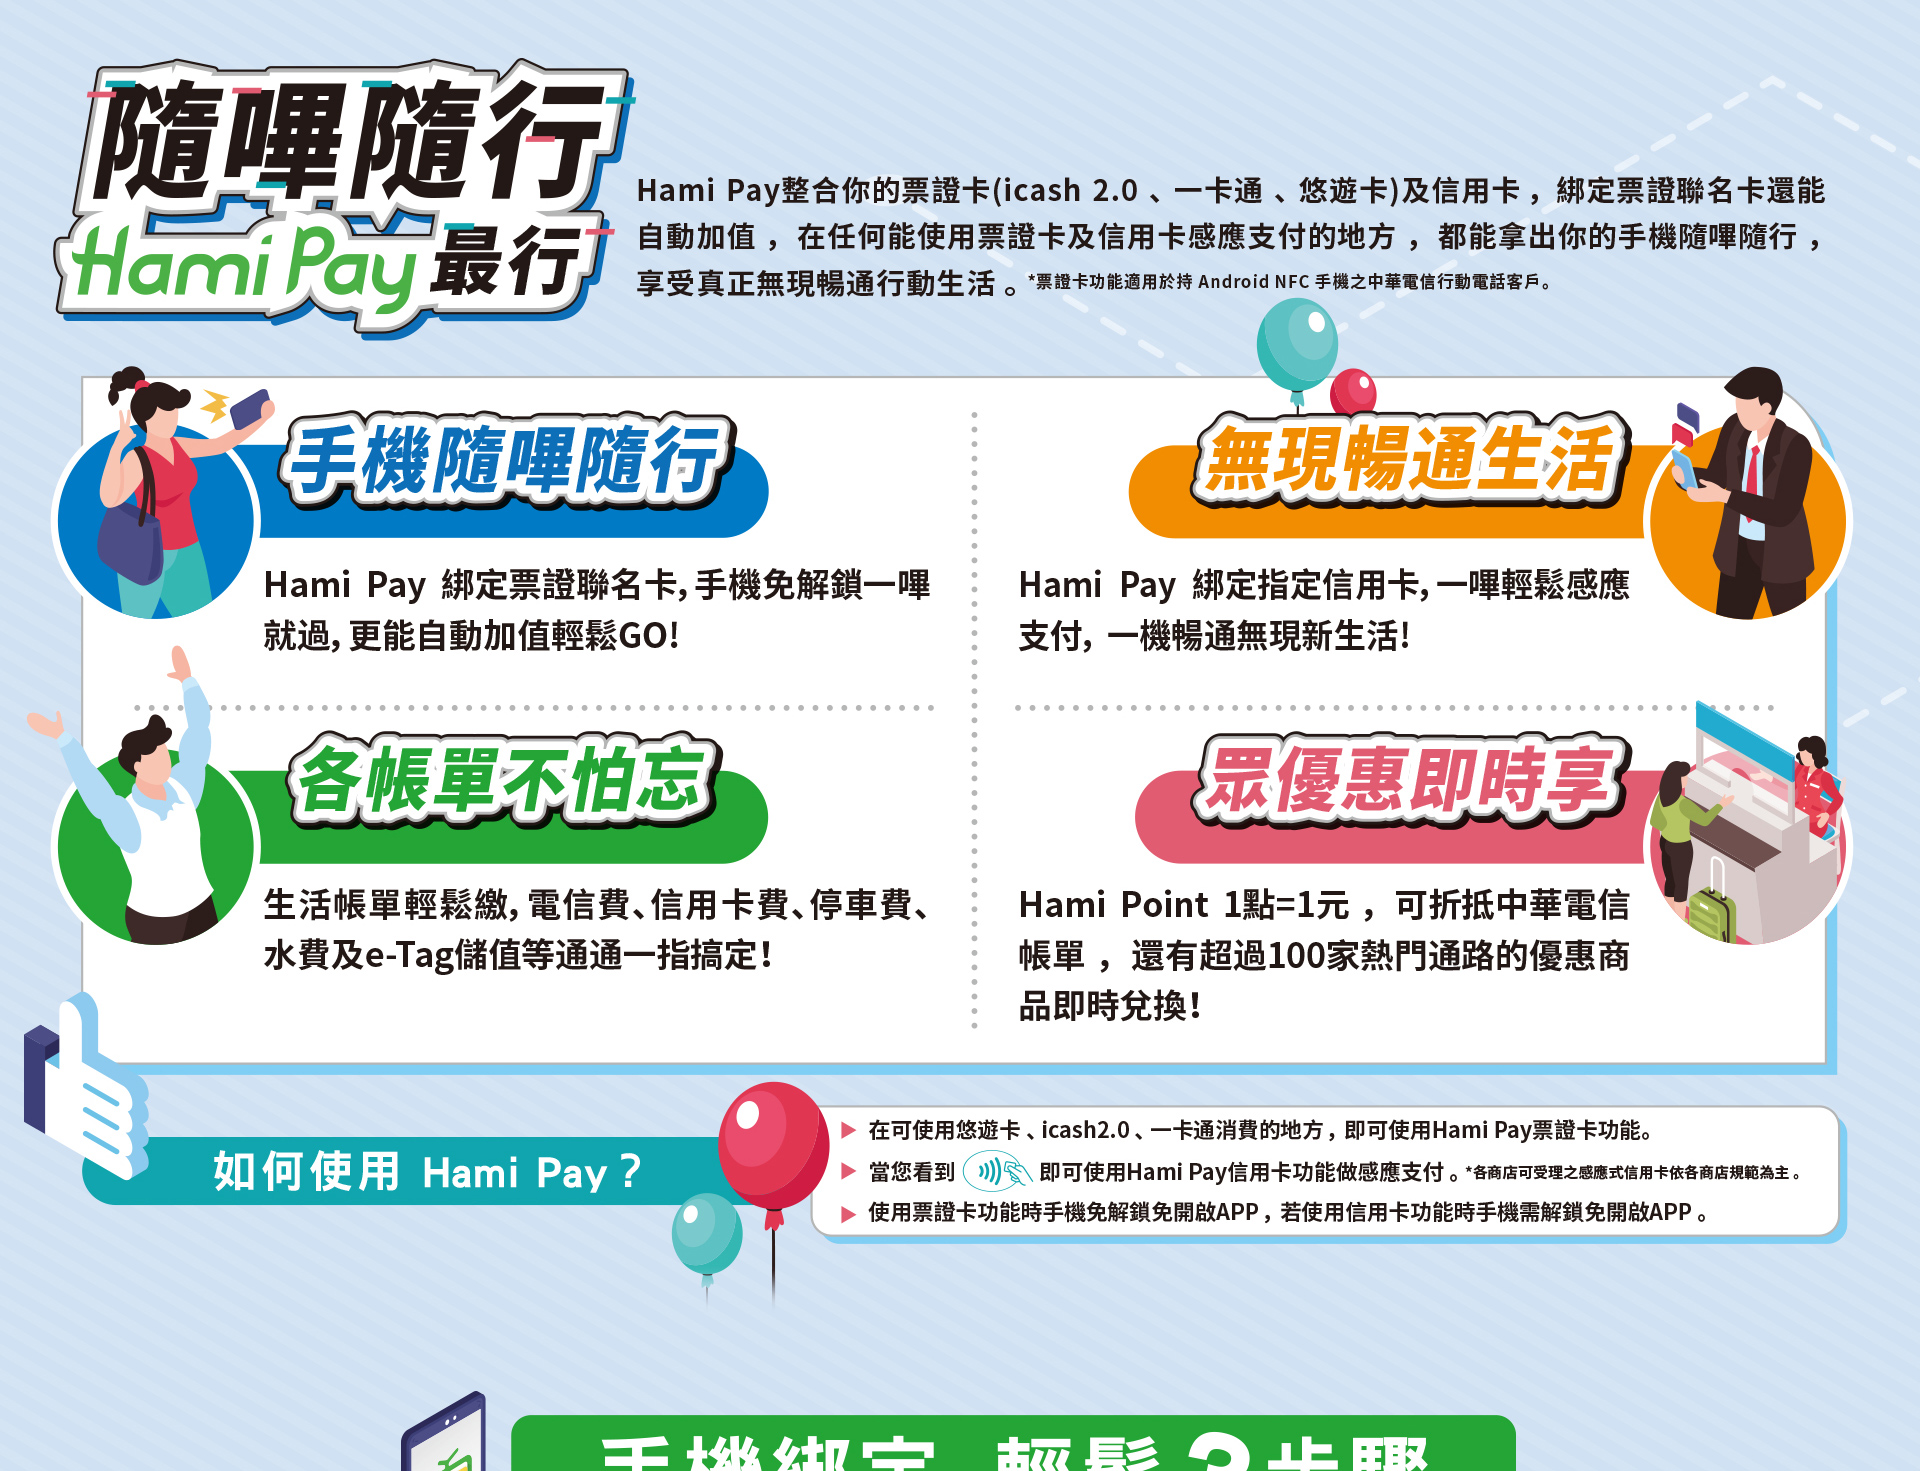 隨嗶隨行
Hami Pay 最行
Hami Pay整合你的票證卡(icash 2.0、一卡通、悠遊卡)及信用卡，綁定票證聯名卡還能
自動加值，在任何能使用票證卡及信用卡感應支付的地方，都能拿出你的手機隨嗶隨行，
享受真正無現暢通行動生活。*票證卡功能適用於持 Android NFC 手機之中華電信行動電話客戶。
手機隨嗶隨行
Hami Pay 綁定票證聯名卡，手機免解鎖一嗶
就過，更能自動加值輕鬆GO!
無現暢通生活
Hami Pay 綁定指定信用卡，一嗶輕鬆感應
支付，一機暢通無現新生活!
各帳單不怕忘
生活帳單輕鬆繳，電信費、信用卡費、停車費、
水費及e-Tag儲值等通通一指搞定!
眾優惠即時享
Hami Point 1點=1元，可折抵中華電信
帳單，還有超過100家熱門通路的優惠商
品即時兌換!
如何使用 Hami Pay？
在可使用悠遊卡、icash2.0、一卡通消費的地方，即可使用Hami Pay票證卡功能。
當您看到 即可使用Hami Pay信用卡功能做感應支付。*各商店可受理之感應式信用卡依各商店規範為主。
使用票證卡功能時手機免解鎖免開啟APP，若使用信用卡功能時手機需解鎖免開啟APP。
手機綁定 輕鬆3步驟